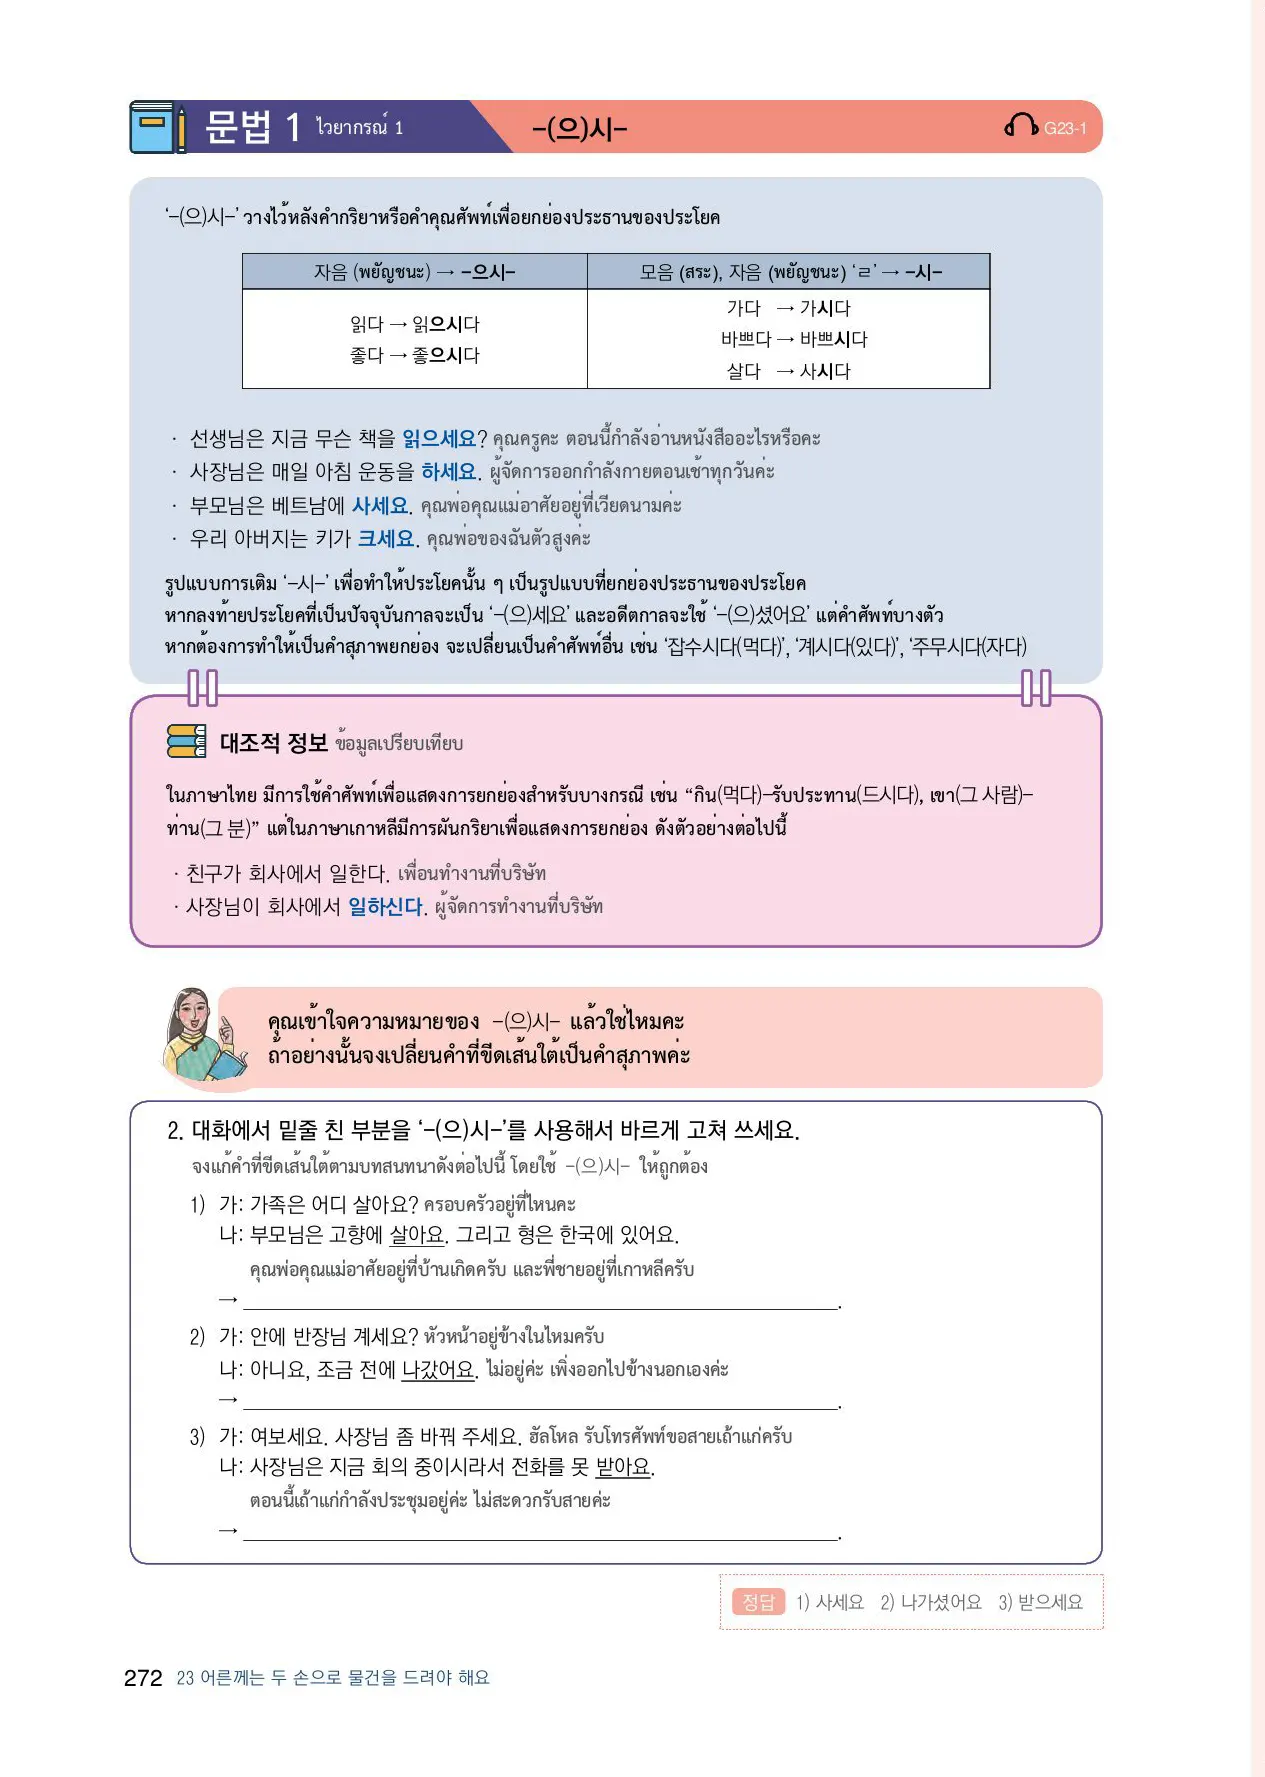 문법 1 ไวยากรณ์ 1 -(으)시- G23-1
‘-(으)시-’ วางไว้หลังคำกริยาหรือคำคุณศัพท์เพื่อยกย่องประธานของประโยค
자음 (พยัญชนะ) → -으시- 모음 (สระ), 자음 (พยัญชนะ) ‘ㄹ’ → -시-
읽다 → 읽으시다
좋다 → 좋으시다
가다 → 가시다
바쁘다 → 바쁘시다
살다 → 사시다
· 선생님은 지금 무슨 책을 읽으세요? คุณครูคะ ตอนนี้กำลังอ่านหนังสืออะไรหรือคะ
· 사장님은 매일 아침 운동을 하세요. ผู้จัดการออกกำลังกายตอนเช้าทุกวันค่ะ
· 부모님은 베트남에 사세요. คุณพ่อคุณแม่อาศัยอยู่ที่เวียดนามค่ะ
· 우리 아버지는 키가 크세요. คุณพ่อของฉันตัวสูงค่ะ
รูปแบบการเติม ‘-시-’ เพื่อทำให้ประโยคนั้น ๆ เป็นรูปแบบที่ยกย่องประธานของประโยค
หากลงท้ายประโยคที่เป็นปัจจุบันกาลจะเป็น ‘-(으)세요’ และอดีตกาลจะใช้ ‘-(으)셨어요’ แต่คำศัพท์บางตัว
หากต้องการทำให้เป็นคำสุภาพยกย่อง จะเปลี่ยนเป็นคำศัพท์อื่น เช่น ‘잡수시다(먹다)’, ‘계시다(있다)’, ‘주무시다(자다)
대조적 정보 ข้อมูลเปรียบเทียบ
ในภาษาไทย มีการใช้คำศัพท์เพื่อแสดงการยกย่องสำหรับบางกรณี เช่น “กิน(먹다)-รับประทาน(드시다), เขา(그 사람)-
ท่าน(그 분)” แต่ในภาษาเกาหลีมีการผันกริยาเพื่อแสดงการยกย่อง ดังตัวอย่างต่อไปนี้
· 친구가 회사에서 일한다. เพื่อนทำงานที่บริษัท
· 사장님이 회사에서 일하신다. ผู้จัดการทำงานที่บริษัท
คุณเข้าใจความหมายของ -(으)시- แล้วใช่ไหมคะ
ถ้าอย่างนั้นจงเปลี่ยนคำที่ขีดเส้นใต้เป็นคำสุภาพค่ะ
2. 대화에서 밑줄 친 부분을 ‘-(으)시-’를 사용해서 바르게 고쳐 쓰세요.
จงแก้คำที่ขีดเส้นใต้ตามบทสนทนาดังต่อไปนี้ โดยใช้ -(으)시- ให้ถูกต้อง
1) 가: 가족은 어디 살아요? ครอบครัวอยู่ที่ไหนคะ
나: 부모님은 고향에 살아요. 그리고 형은 한국에 있어요.
คุณพ่อคุณแม่อาศัยอยู่ที่บ้านเกิดครับ และพี่ชายอยู่ที่เกาหลีครับ
→ .
2) 가: 안에 반장님 계세요? หัวหน้าอยู่ข้างในไหมครับ
나: 아니요, 조금 전에 나갔어요. ไม่อยู่ค่ะ เพิ่งออกไปข้างนอกเองค่ะ
→ .
3) 가: 여보세요. 사장님 좀 바꿔 주세요. ฮัลโหล รับโทรศัพท์ขอสายเถ้าแก่ครับ
나: 사장님은 지금 회의 중이시라서 전화를 못 받아요.
ตอนนี้เถ้าแก่กำลังประชุมอยู่ค่ะ ไม่สะดวกรับสายค่ะ
→ .
정답 1) 사세요 2) 나가셨어요 3) 받으세요
272 23 어른께는 두 손으로 물건을 드려야 해요